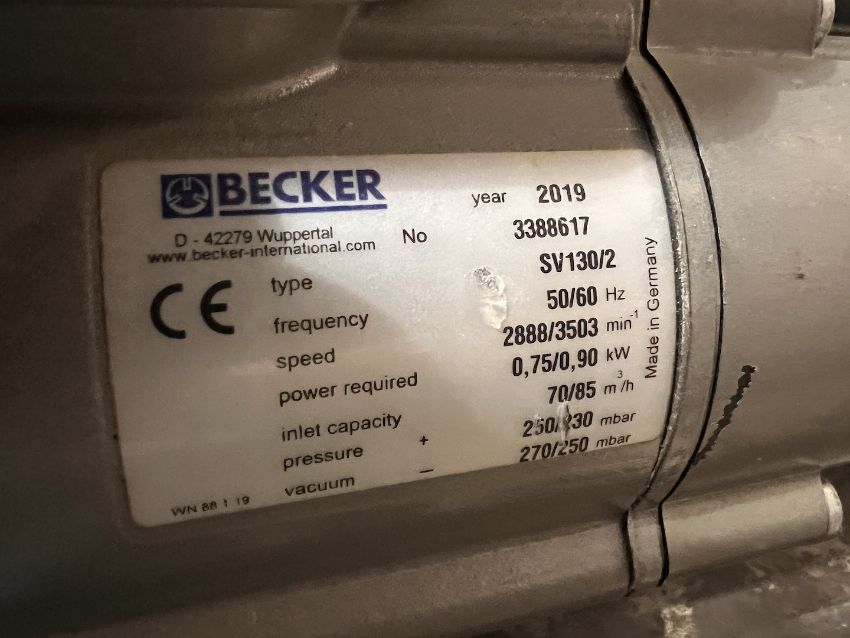 BECKER
year 2019
D - 42279 Wuppertal
www.becker-international.com
No 3388617
type SV130/2
frequency 50/60 Hz
speed 2888/3503 min-1
power required 0,75/0,90 kW
inlet capacity 70/85 m3/h
pressure + 250/230 mbar
vacuum – 270/250 mbar
WN 88 1 19
CE
Made in Germany